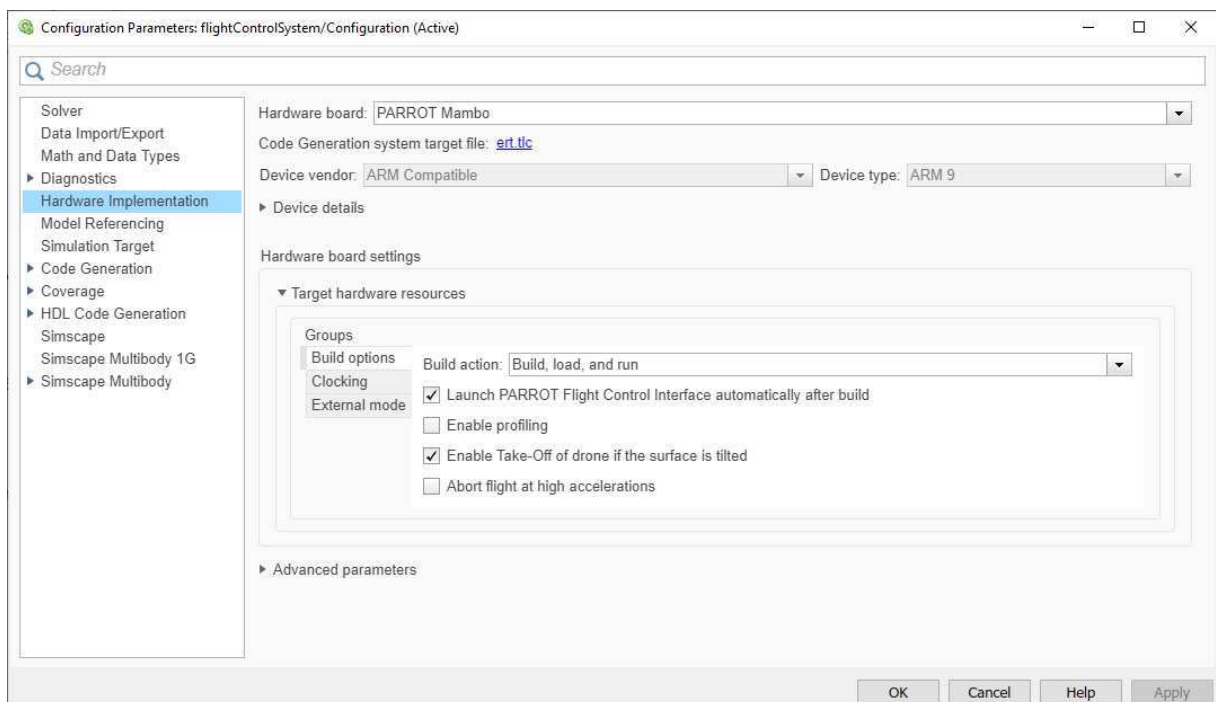 Configuration Parameters: flightControlSystem/Configuration (Active)
Search
Solver
Data Import/Export
Math and Data Types
Diagnostics
Hardware Implementation
Model Referencing
Simulation Target
Code Generation
Coverage
HDL Code Generation
Simscape
Simscape Multibody 1G
Simscape Multibody
Hardware board: PARROT Mambo
Code Generation system target file: ert.tlc
Device vendor: ARM Compatible Device type: ARM 9
Device details
Hardware board settings
Target hardware resources
Groups
Build options
Clocking
External mode
Build action: Build, load, and run
Launch PARROT Flight Control Interface automatically after build
Enable profiling
Enable Take-Off of drone if the surface is tilted
Abort flight at high accelerations
Advanced parameters
OK Cancel Help Apply